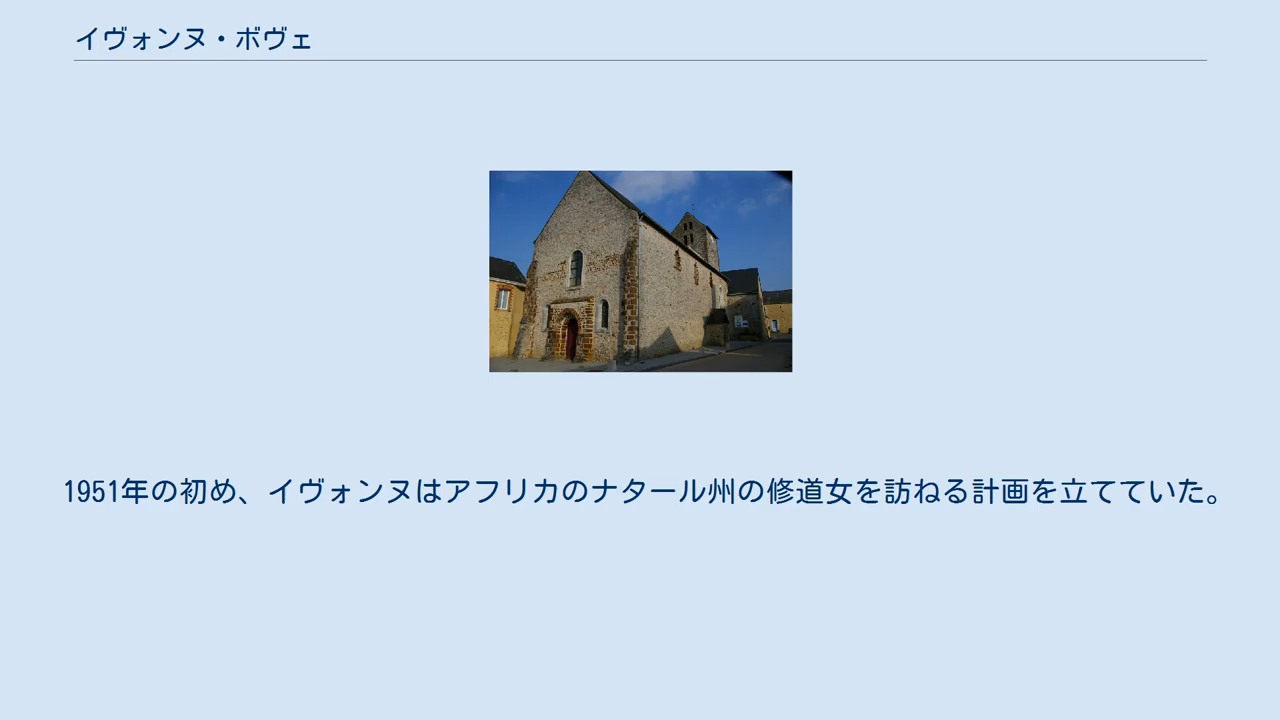 イヴォンヌ・ボヴェ
1951年の初め、イヴォンヌはアフリカのナタール州の修道女を訪ねる計画を立てていた。